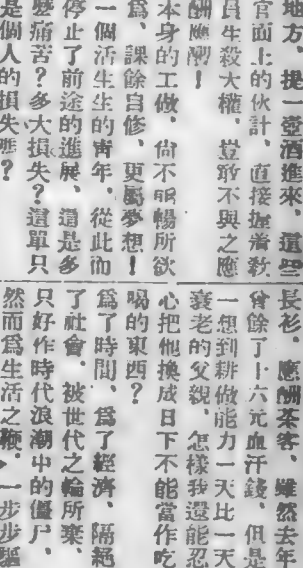 地方、提一壺酒進來、這些
官面上的伙計、直接握着教
員生殺大權、豈敢不與之應
酬應酬！
本身的工做、尙不能暢所欲
爲、課餘自修、更屬夢想！
一個活生生的靑年、從此而
停止了前途的進展、這是多
麽痛苦？多大損失？這單只
是個人的損失嗎？
長衫、應酬茶客、雖然去年
曾餘了十六元血汗錢、但是
一想到耕做能力一天比一天
衰老的父親、怎樣我還能忍
心把他換成日下不能當作吃
喝的東西？
爲了時間、爲了經濟、隔絕
了社會、被世代之輪所棄、
只好作時代浪潮中的僵尸、
然而爲生活之鞭、一步步驅